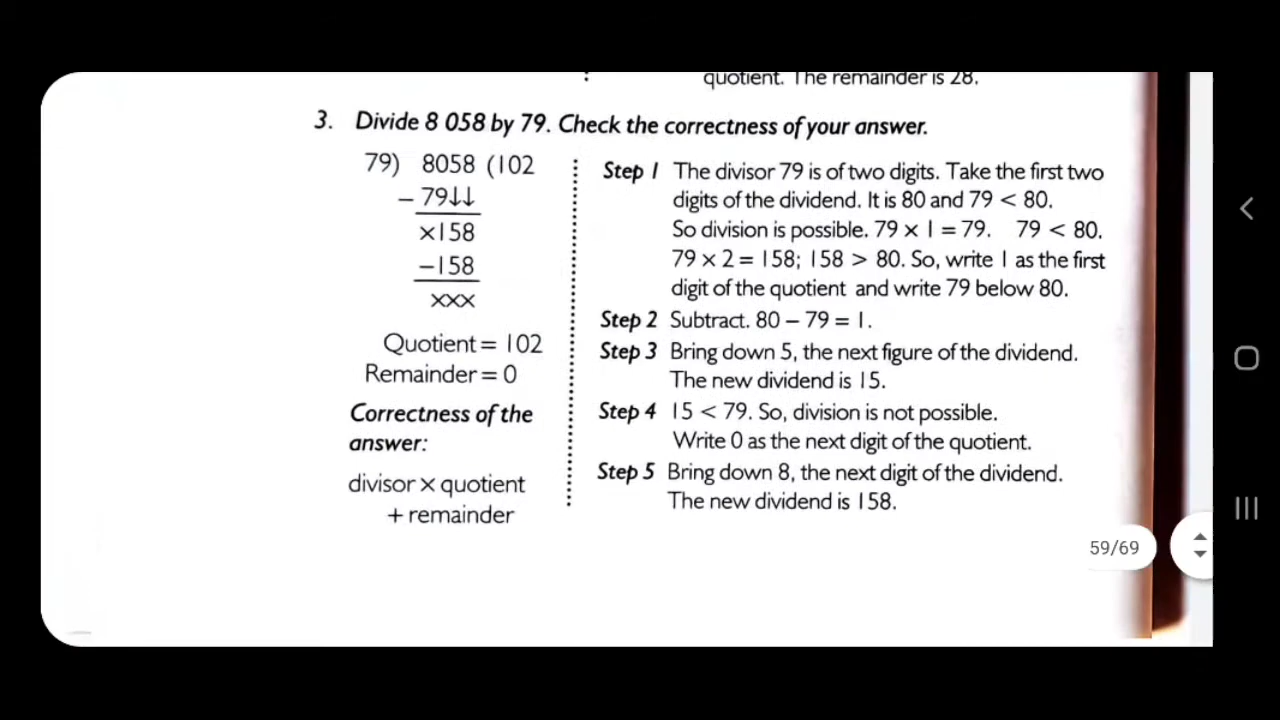 quotient. The remainder is 28.
3. Divide 8 058 by 79. Check the correctness of your answer.
79) 8058 (102
– 79↓↓
×158
–158
×××
Quotient = 102
Remainder = 0
Correctness of the
answer:
divisor × quotient
+ remainder
Step 1 The divisor 79 is of two digits. Take the first two
digits of the dividend. It is 80 and 79 < 80.
So division is possible. 79 × 1 = 79. 79 < 80.
79 × 2 = 158; 158 > 80. So, write 1 as the first
digit of the quotient and write 79 below 80.
Step 2 Subtract. 80 – 79 = 1.
Step 3 Bring down 5, the next figure of the dividend.
The new dividend is 15.
Step 4 15 < 79. So, division is not possible.
Write 0 as the next digit of the quotient.
Step 5 Bring down 8, the next digit of the dividend.
The new dividend is 158.
59/69